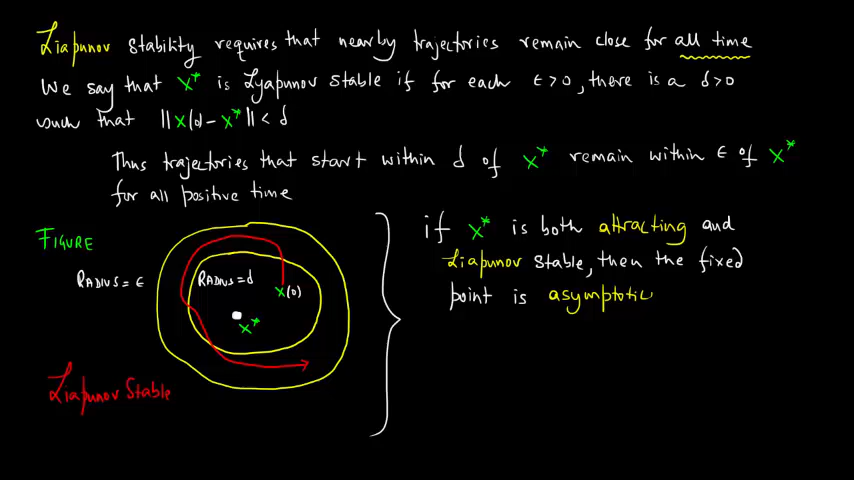 Liapunov stability requires that nearby trajectories remain close for all time
We say that x* is Lyapunov stable if for each ϵ>0, there is a d>0
such that ||x(0)-x*||<d
Thus trajectories that start within d of x* remain within ϵ of x*
for all positive time
FIGURE
RADIUS=ϵ
RADIUS=d
x(0)
x*
Liapunov Stable
if x* is both attracting and
Liapunov stable, then the fixed
point is asymptotic